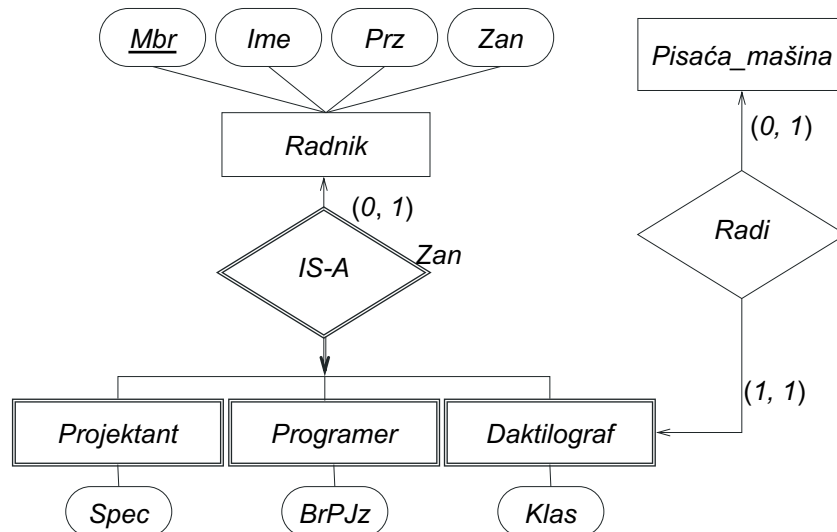 Mbr
Ime
Prz
Zan
Pisaća_mašina
(0, 1)
Radnik
(0, 1)
Radi
IS-A
Zan
(1, 1)
Projektant
Programer
Daktilograf
Spec
BrPJz
Klas